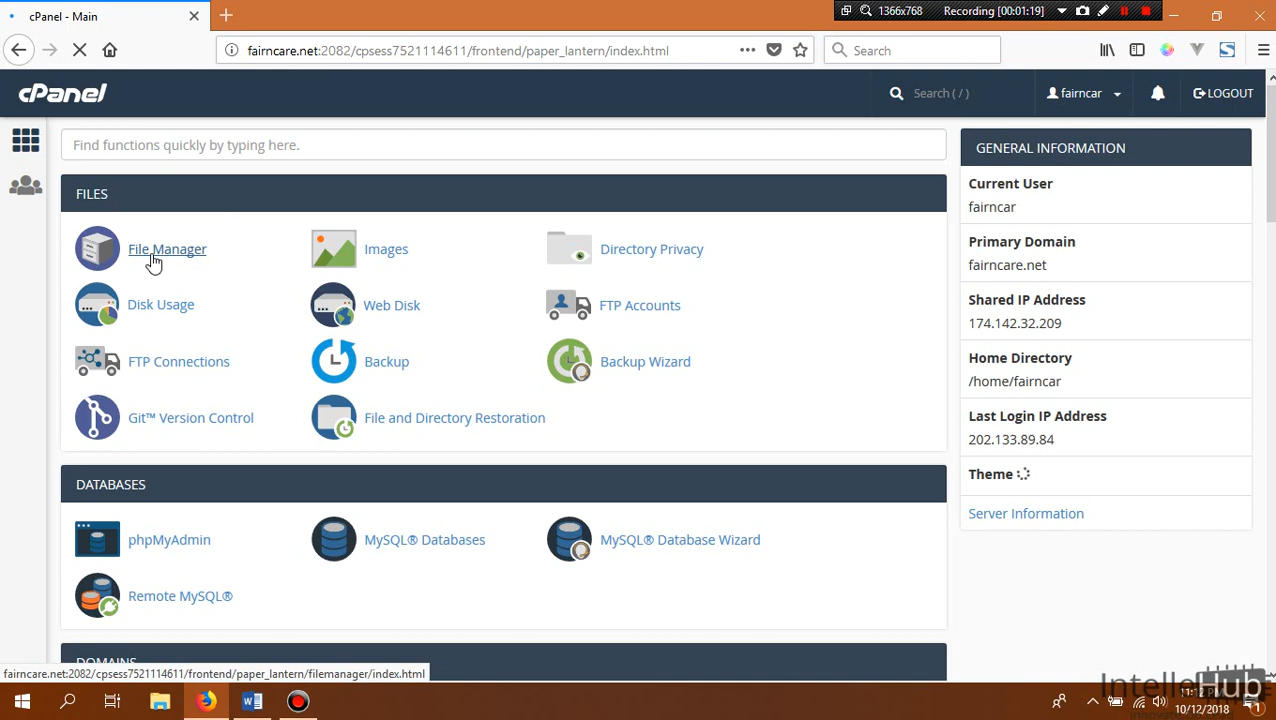 cPanel - Main
1366x768
Recording [00:01:19]
fairncare.net:2082/cpsess7521114611/frontend/paper_lantern/index.html
Search
cPanel
Search ( / )
fairncar
LOGOUT
Find functions quickly by typing here.
FILES
File Manager
Images
Directory Privacy
Disk Usage
Web Disk
FTP Accounts
FTP Connections
Backup
Backup Wizard
Git™ Version Control
File and Directory Restoration
DATABASES
phpMyAdmin
MySQL® Databases
MySQL® Database Wizard
Remote MySQL®
DOMAINS
GENERAL INFORMATION
Current User
fairncar
Primary Domain
fairncare.net
Shared IP Address
174.142.32.209
Home Directory
/home/fairncar
Last Login IP Address
202.133.89.84
Theme
Server Information
fairncare.net:2082/cpsess7521114611/frontend/paper_lantern/filemanager/index.html
IntelleHub
11:12 PM
10/12/2018